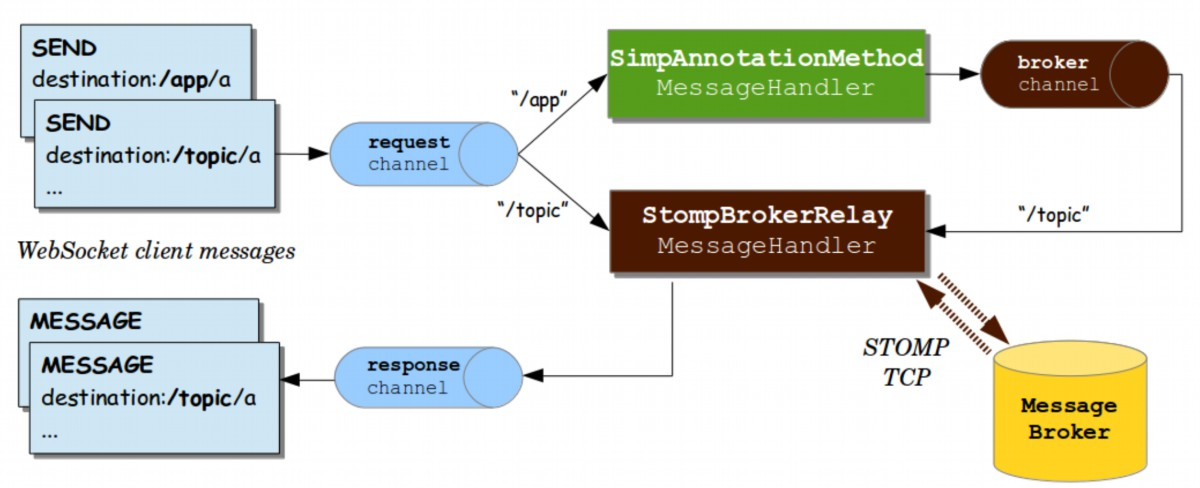 SEND
destination:/app/a
SEND
destination:/topic/a
...
WebSocket client messages
request
channel
“/app”
“/topic”
SimpAnnotationMethod
MessageHandler
broker
channel
StompBrokerRelay
MessageHandler
“/topic”
MESSAGE
MESSAGE
destination:/topic/a
...
response
channel
STOMP
TCP
Message
Broker